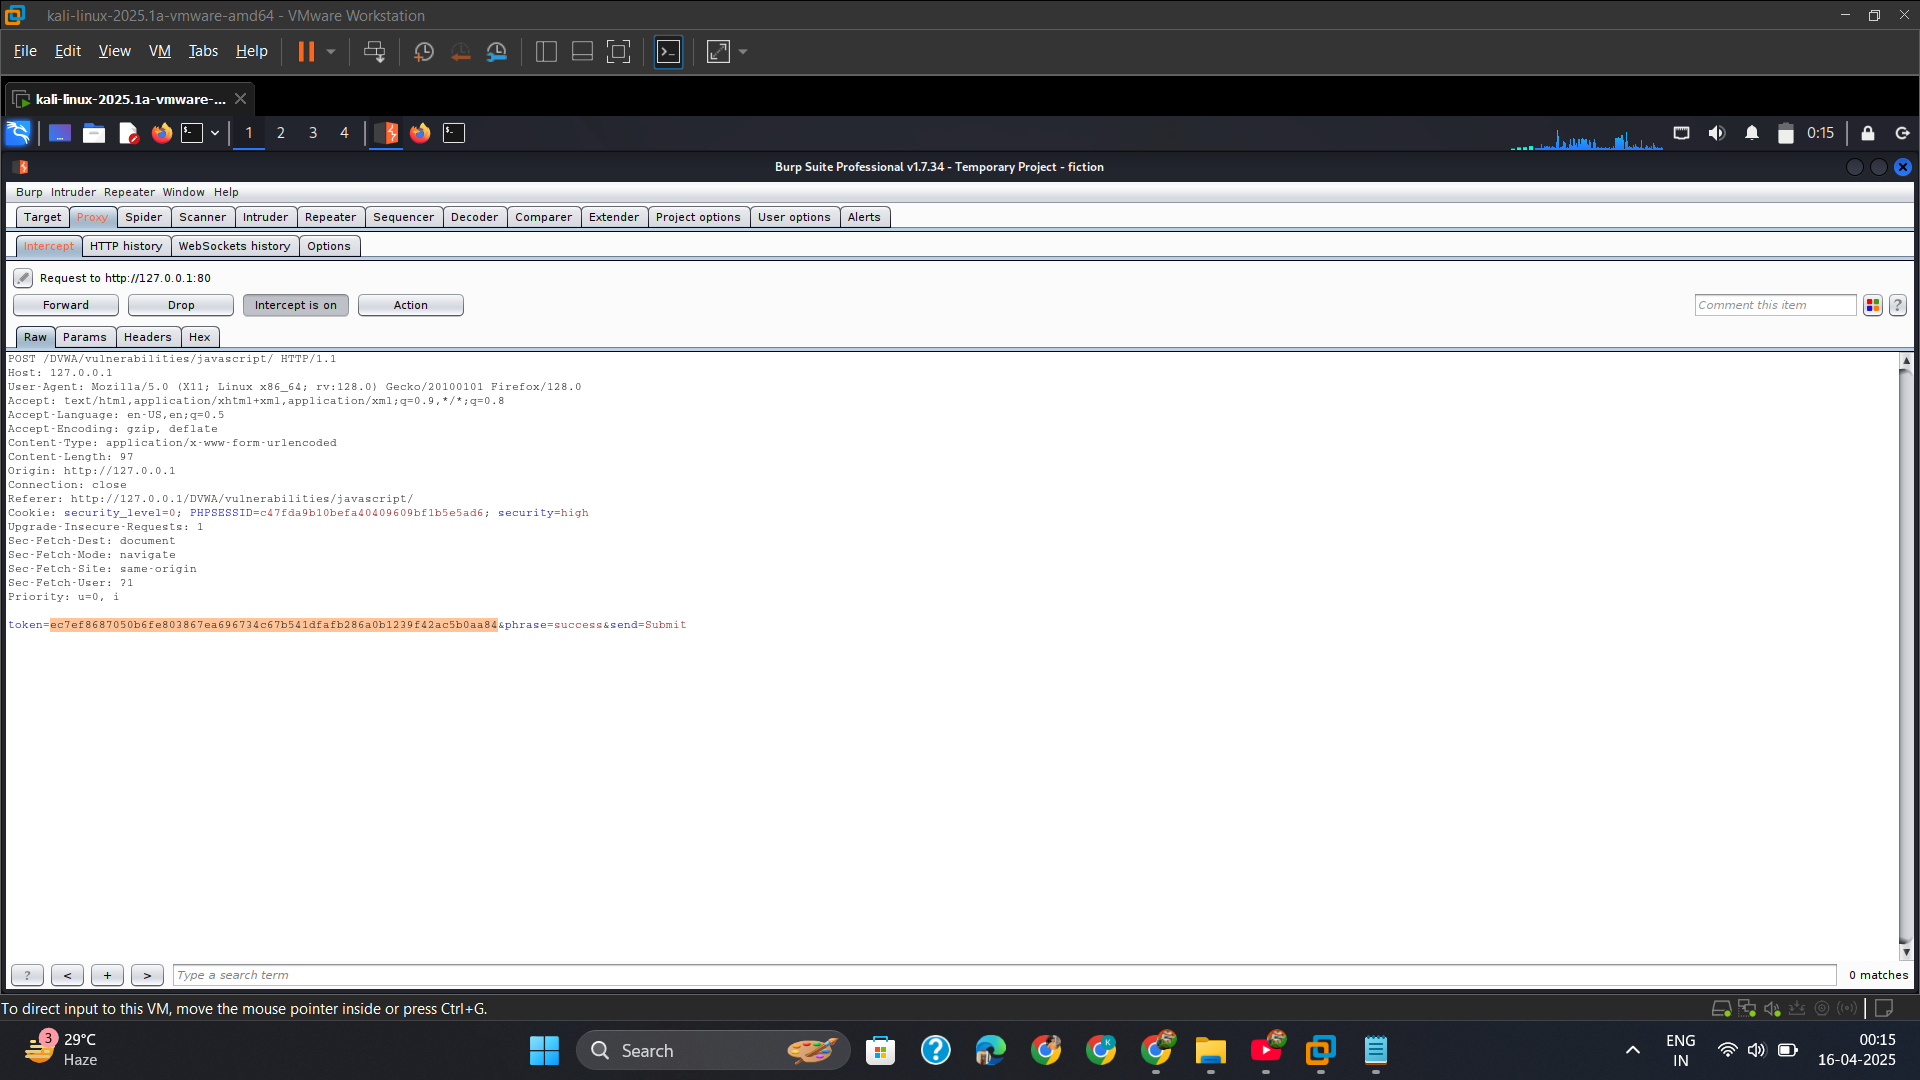 kali-linux-2025.1a-vmware-amd64 - VMware Workstation
File Edit View VM Tabs Help
kali-linux-2025.1a-vmware-...
1 2 3 4
0:15
Burp Suite Professional v1.7.34 - Temporary Project - fiction
Burp Intruder Repeater Window Help
Target Proxy Spider Scanner Intruder Repeater Sequencer Decoder Comparer Extender Project options User options Alerts
Intercept HTTP history WebSockets history Options
Request to http://127.0.0.1:80
Forward Drop Intercept is on Action Comment this item ?
Raw Params Headers Hex
POST /DVWA/vulnerabilities/javascript/ HTTP/1.1
Host: 127.0.0.1
User-Agent: Mozilla/5.0 (X11; Linux x86_64; rv:128.0) Gecko/20100101 Firefox/128.0
Accept: text/html,application/xhtml+xml,application/xml;q=0.9,*/*;q=0.8
Accept-Language: en-US,en;q=0.5
Accept-Encoding: gzip, deflate
Content-Type: application/x-www-form-urlencoded
Content-Length: 97
Origin: http://127.0.0.1
Connection: close
Referer: http://127.0.0.1/DVWA/vulnerabilities/javascript/
Cookie: security_level=0; PHPSESSID=c47fda9b10befa40409609bf1b5e5ad6; security=high
Upgrade-Insecure-Requests: 1
Sec-Fetch-Dest: document
Sec-Fetch-Mode: navigate
Sec-Fetch-Site: same-origin
Sec-Fetch-User: ?1
Priority: u=0, i
token=ec7ef8687050b6fe803867ea696734c67b541dfafb286a0b1239f42ac5b0aa84&phrase=success&send=Submit
? < + > Type a search term 0 matches
To direct input to this VM, move the mouse pointer inside or press Ctrl+G.
3
29°C
Haze
Search
ENG
IN
00:15
16-04-2025